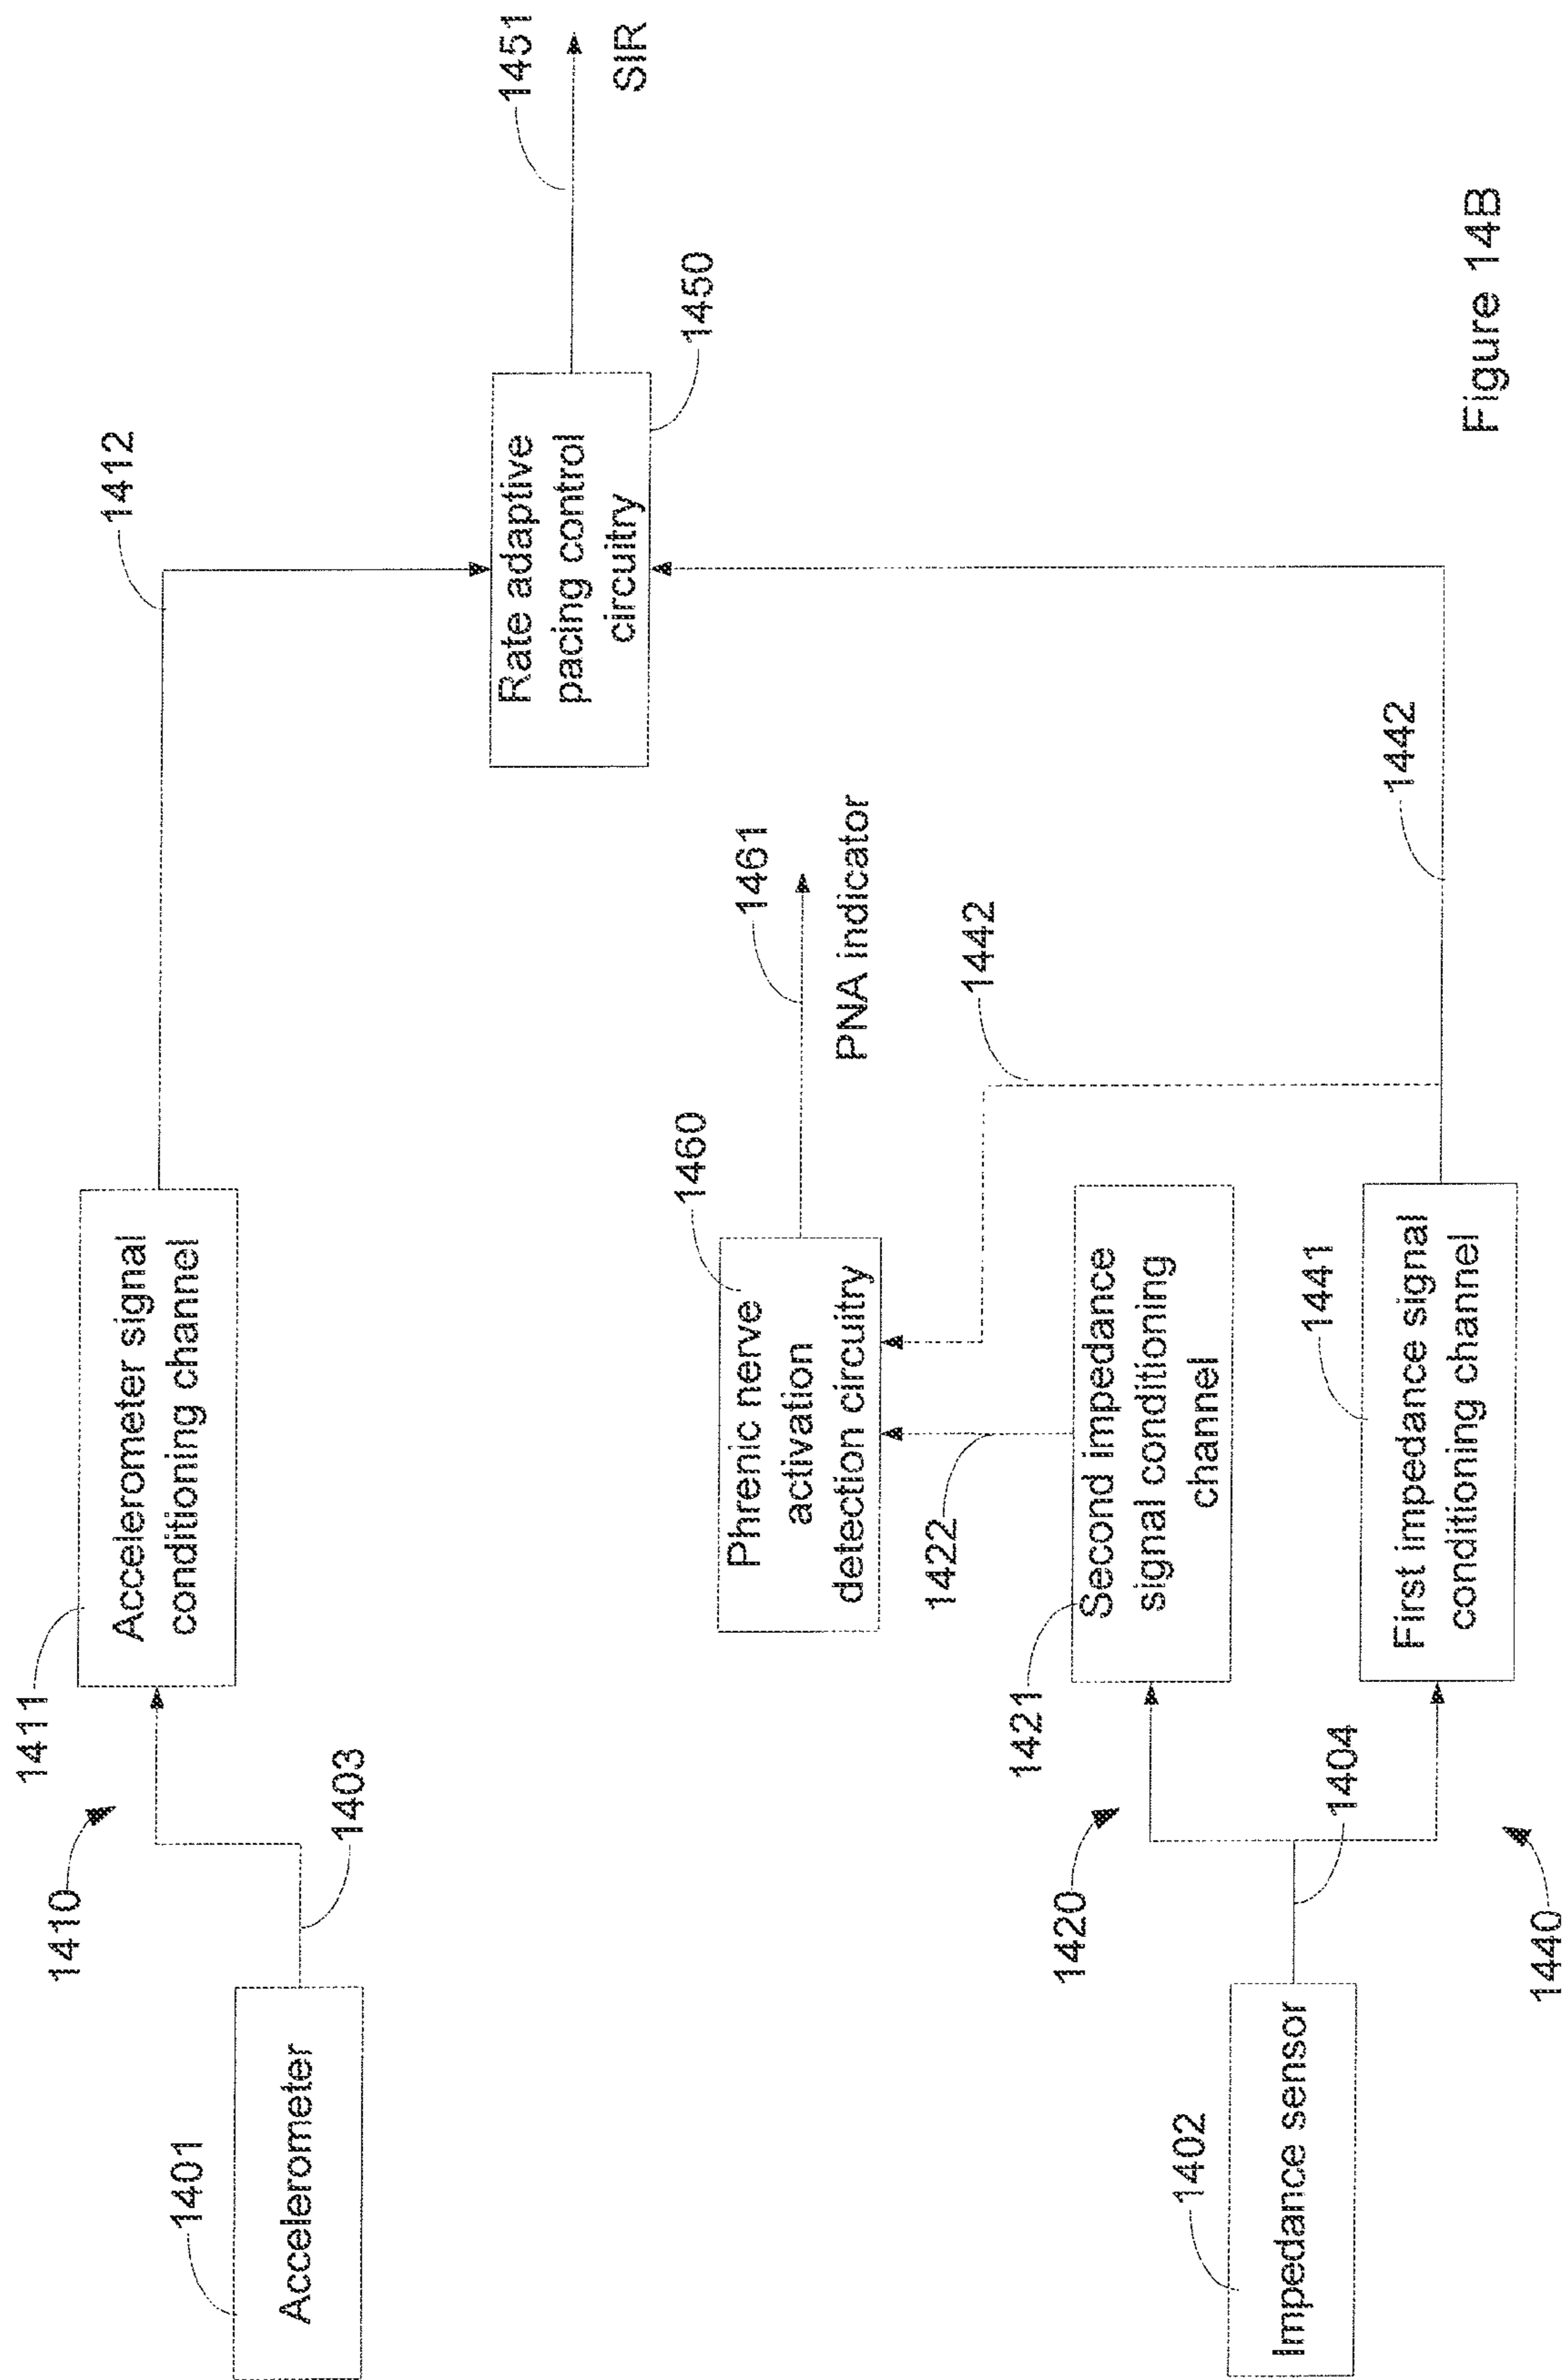 1410
1411
Accelerometer signal
conditioning channel
1412
1401
1403
Accelerometer
1451
SIR
Rate adaptive
pacing control
circuitry
1450
1460
Phrenic nerve
activation
detection circuitry
1461
PNA indicator
1422
1442
1420
1421
Second impedance
signal conditioning
channel
1402
Impedance sensor
1404
1441
First impedance signal
conditioning channel
1442
1440
Figure 14B